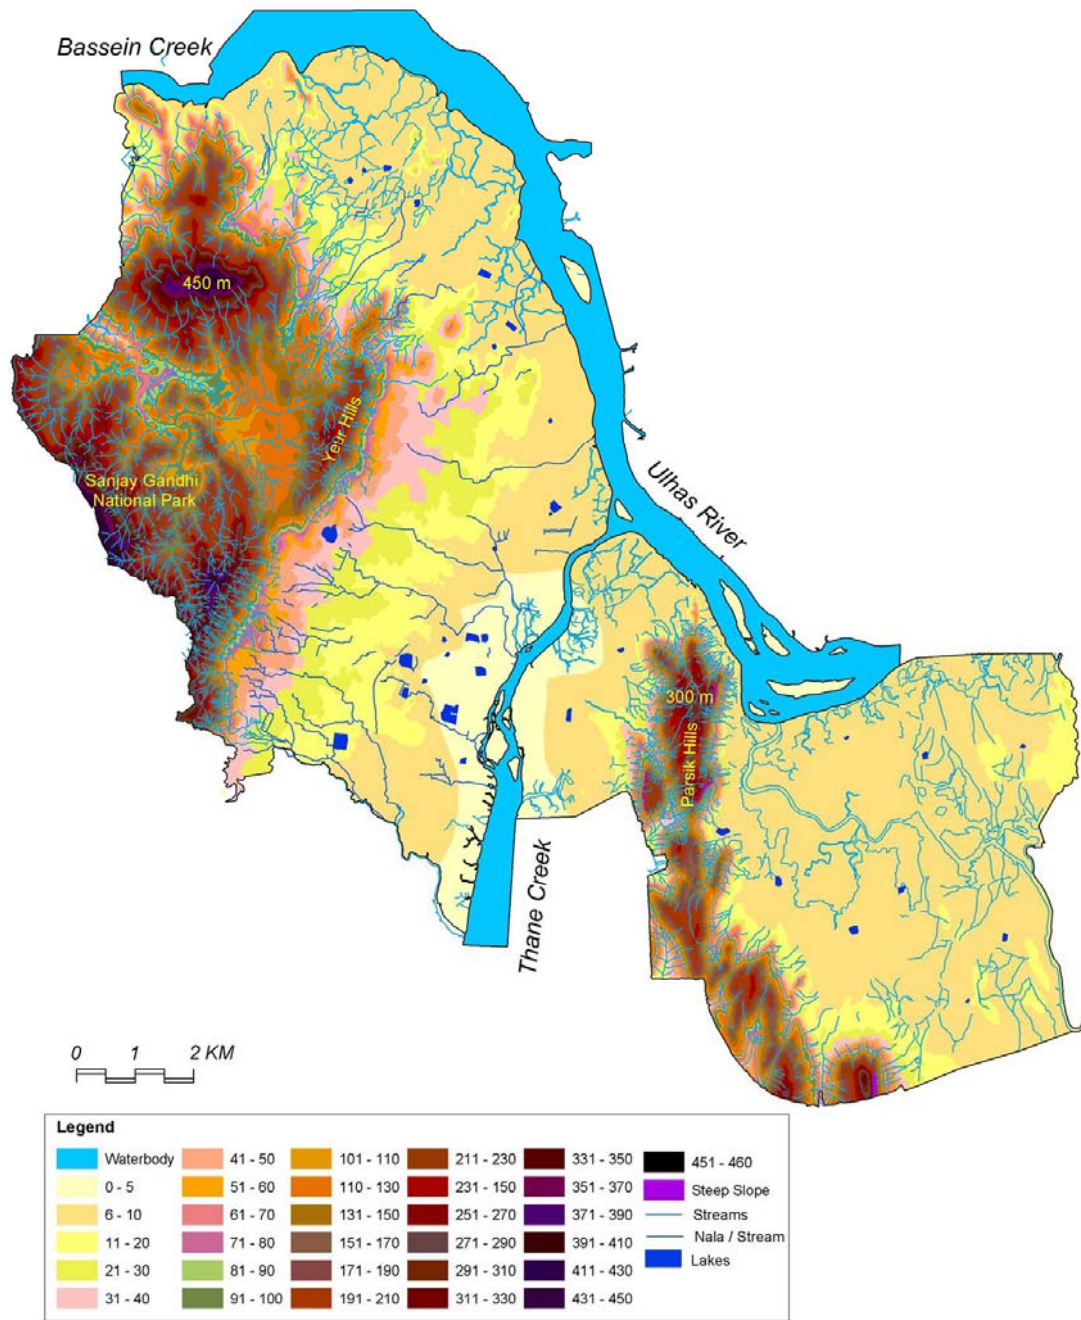 Bassein Creek
450 m
Yeur Hills
Sanjay Gandhi
National Park
Ulhas River
300 m
Parsik Hills
Thane Creek
0 1 2 KM
Legend
Waterbody
0 - 5
6 - 10
11 - 20
21 - 30
31 - 40
41 - 50
51 - 60
61 - 70
71 - 80
81 - 90
91 - 100
101 - 110
110 - 130
131 - 150
151 - 170
171 - 190
191 - 210
211 - 230
231 - 150
251 - 270
271 - 290
291 - 310
311 - 330
331 - 350
351 - 370
371 - 390
391 - 410
411 - 430
431 - 450
451 - 460
Steep Slope
Streams
Nala / Stream
Lakes